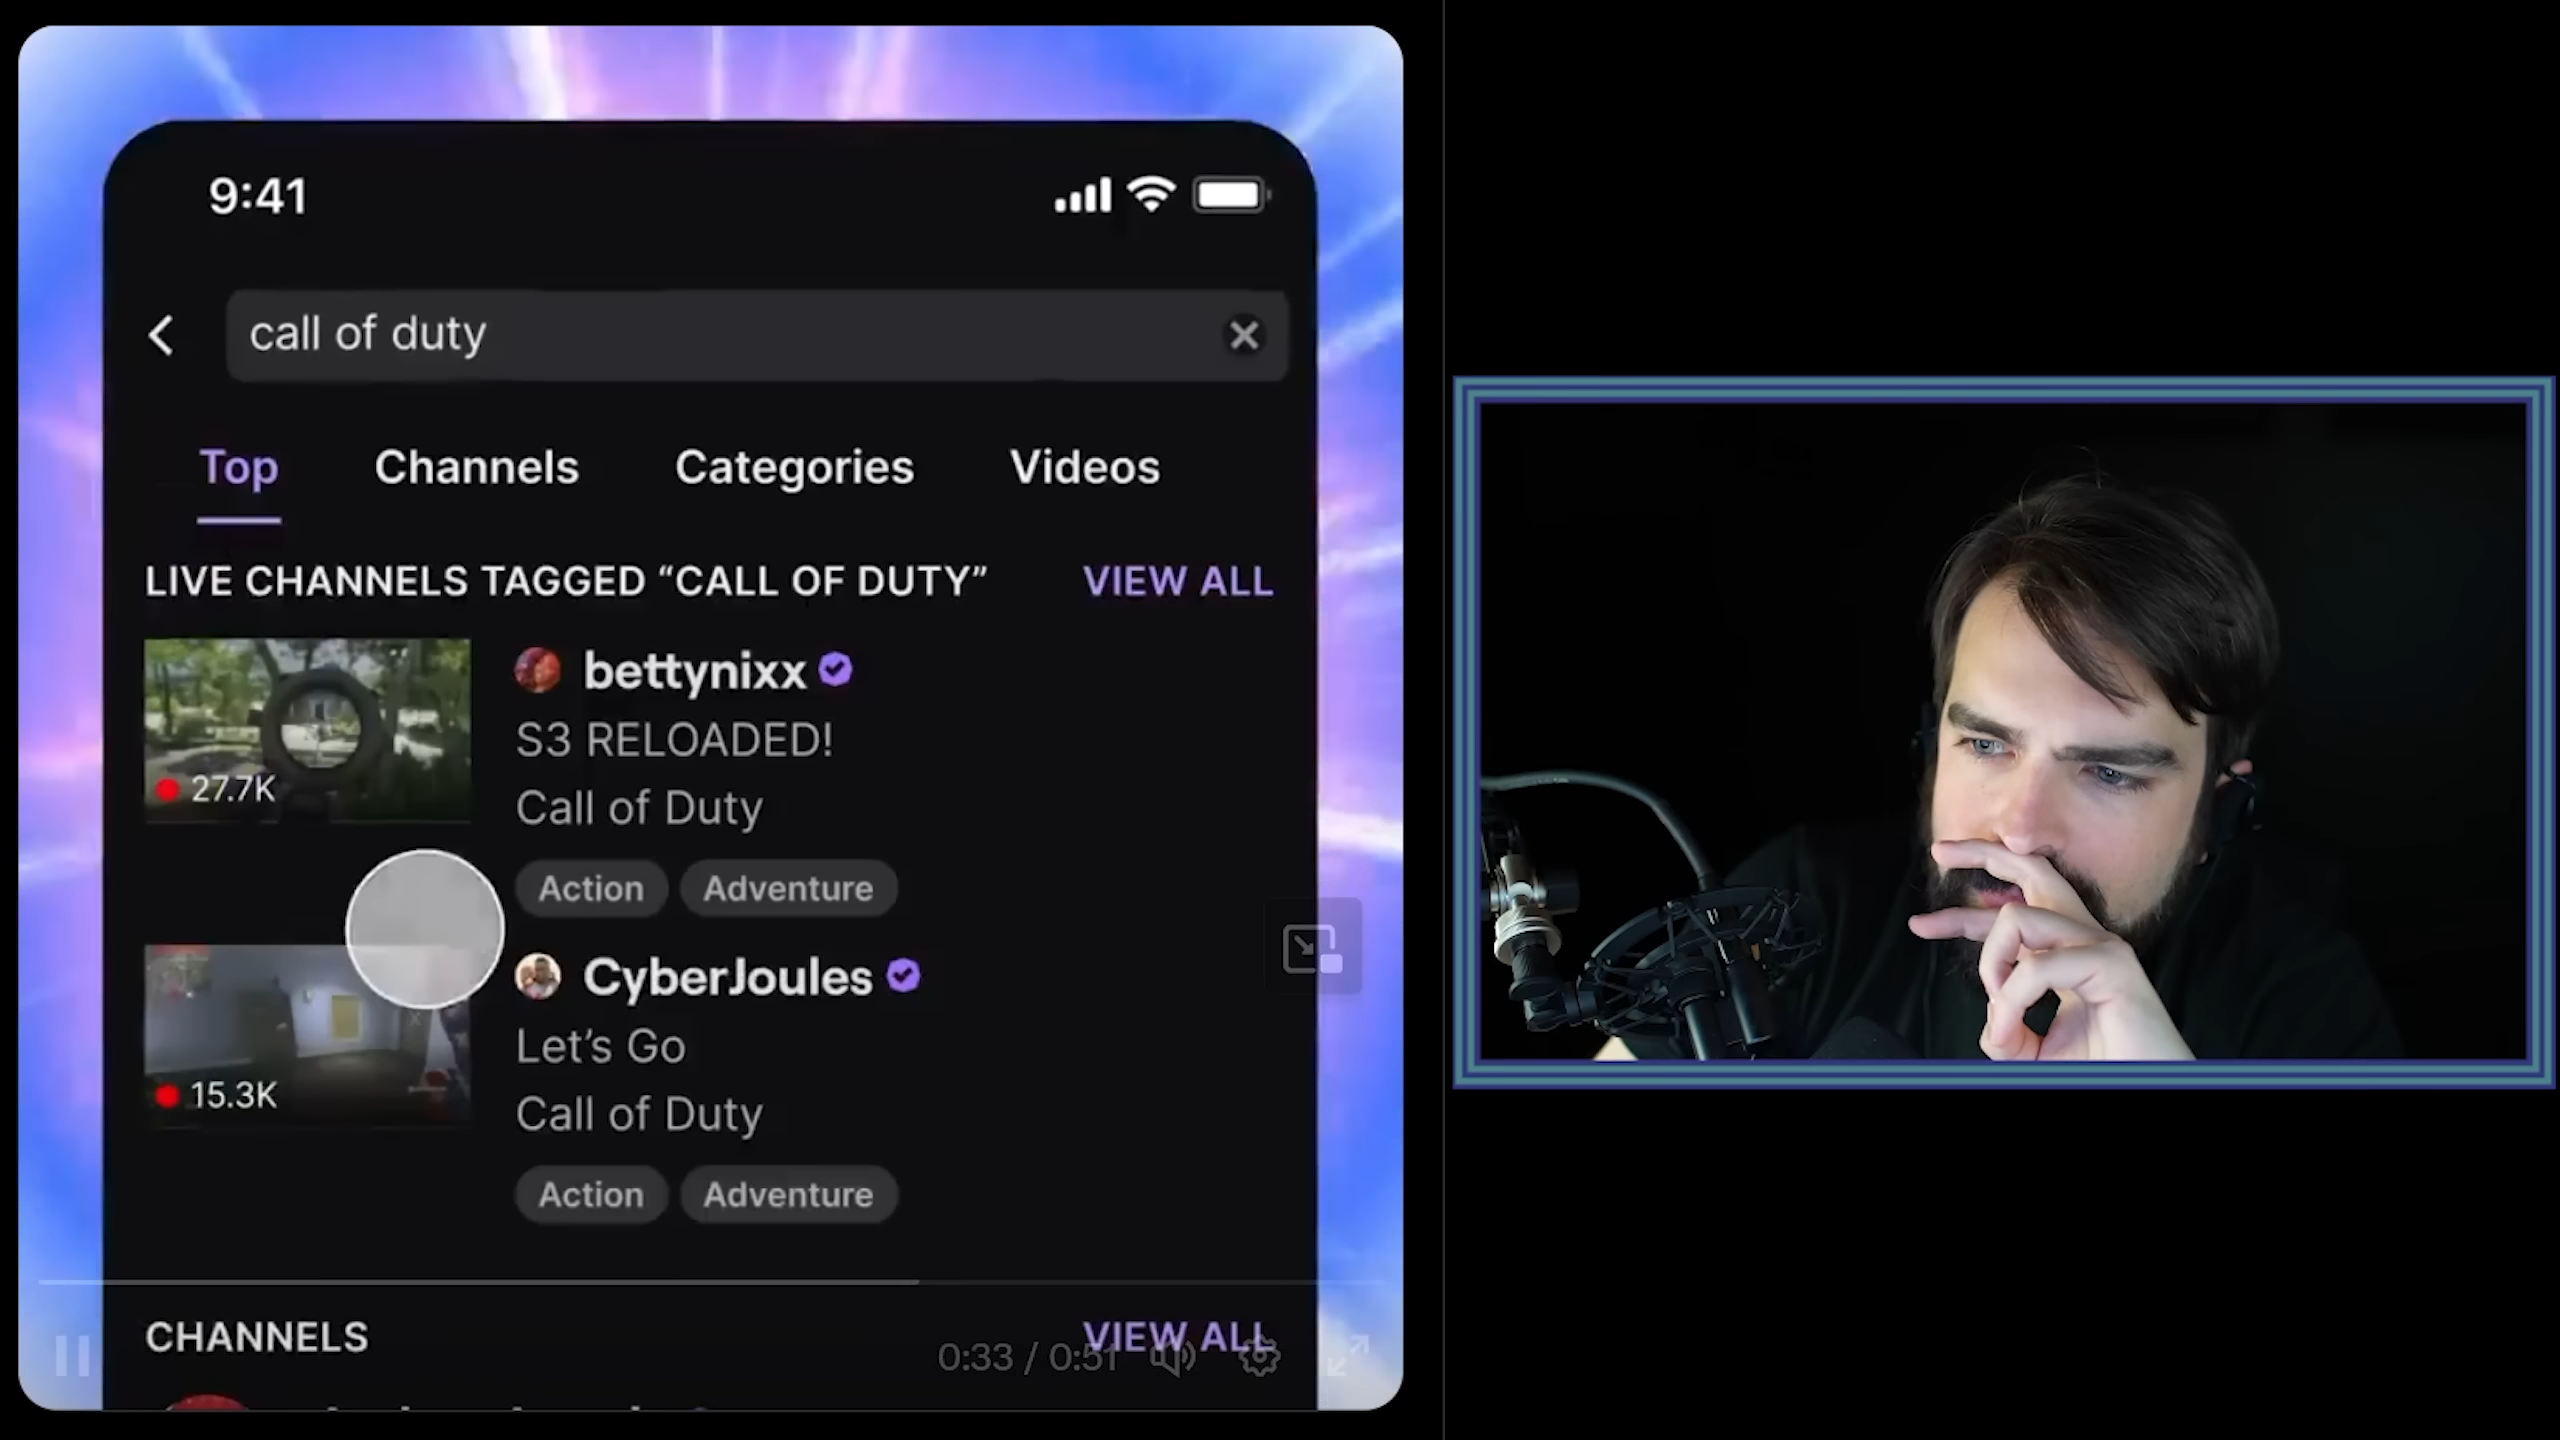 9:41
call of duty
Top Channels Categories Videos
LIVE CHANNELS TAGGED “CALL OF DUTY” VIEW ALL
bettynixx
S3 RELOADED!
Call of Duty
27.7K
Action Adventure
CyberJoules
Let’s Go
Call of Duty
15.3K
Action Adventure
CHANNELS VIEW ALL
0:33 / 0:51